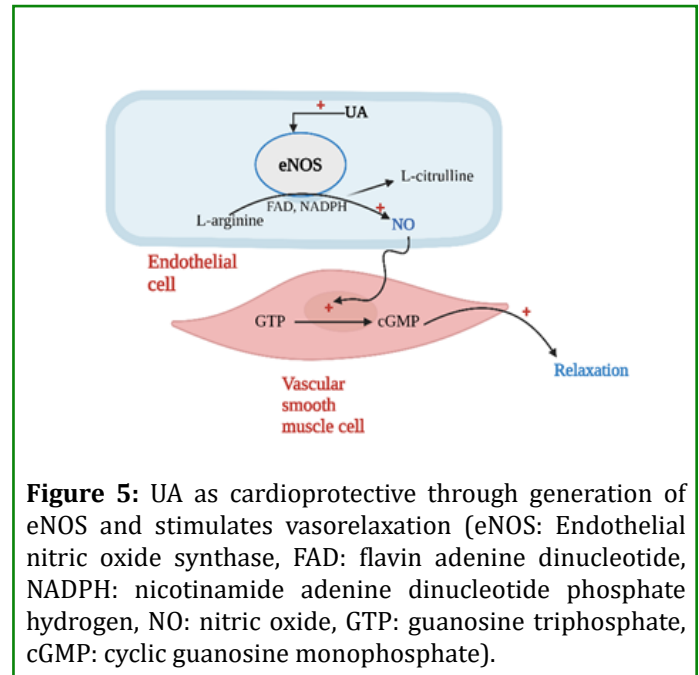 +
UA
eNOS
L-citrulline
FAD, NADPH
+
L-arginine
NO
Endothelial
cell
+
GTP
cGMP
+
Relaxation
Vascular
smooth
muscle cell
Figure 5: UA as cardioprotective through generation of
eNOS and stimulates vasorelaxation (eNOS: Endothelial
nitric oxide synthase, FAD: flavin adenine dinucleotide,
NADPH: nicotinamide adenine dinucleotide phosphate
hydrogen, NO: nitric oxide, GTP: guanosine triphosphate,
cGMP: cyclic guanosine monophosphate).